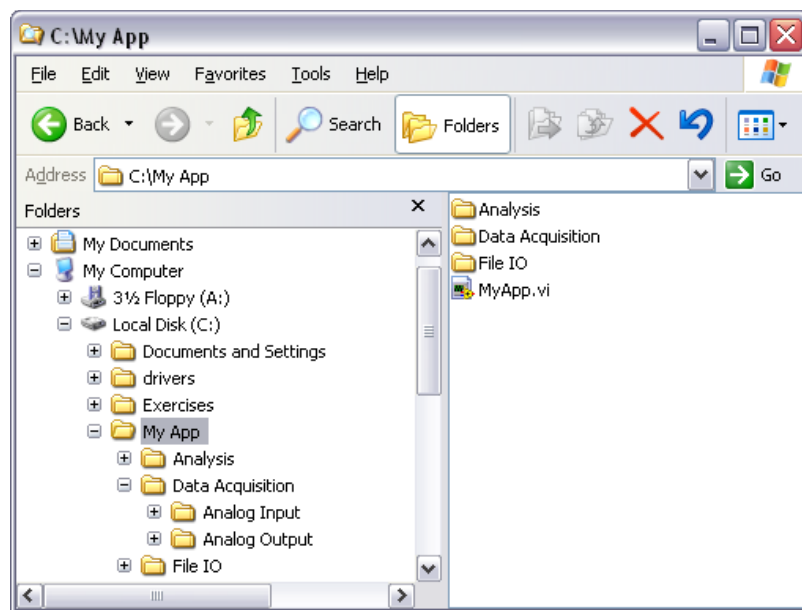 C:\My App
File Edit View Favorites Tools Help
Back Search Folders
Address C:\My App Go
Folders
My Documents
My Computer
3½ Floppy (A:)
Local Disk (C:)
Documents and Settings
drivers
Exercises
My App
Analysis
Data Acquisition
Analog Input
Analog Output
File IO
Analysis
Data Acquisition
File IO
MyApp.vi